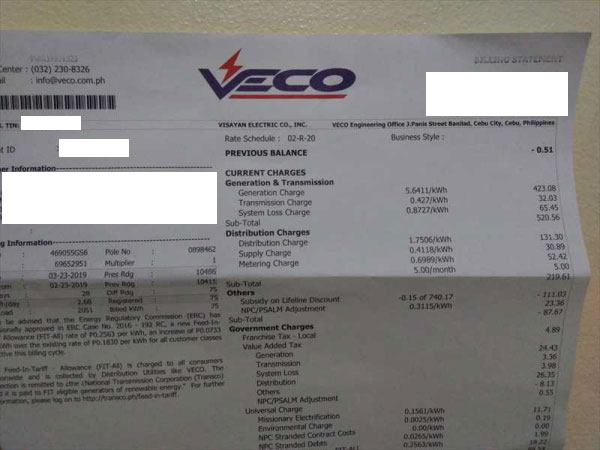 Center : (032) 230-8326
: info@veco.com.ph
VECO
BILLING STATEMENT
TIN:
VISAYAN ELECTRIC CO., INC.
VECO Engineering Office J.Panis Street Banilad, Cebu City, Cebu, Philippines
ID :
Rate Schedule : 02-R-20
Business Style :
PREVIOUS BALANCE - 0.51
CURRENT CHARGES
Generation & Transmission
Generation Charge 5.6411/kWh 423.08
Transmission Charge 0.427/kWh 32.03
System Loss Charge 0.8727/kWh 65.45
Sub-Total 520.56
Distribution Charges
Distribution Charge 1.7506/kWh 131.30
Supply Charge 0.4118/kWh 30.89
Metering Charge 0.6989/kWh 52.42
5.00/month 5.00
Sub-Total 219.61
Others
Subsidy on Lifeline Discount -0.15 of 740.17 - 111.03
NPC/PSALM Adjustment 0.3115/kWh 23.36
Sub-Total - 87.67
Government Charges
Franchise Tax - Local 4.89
Value Added Tax
Generation 24.43
Transmission 3.36
System Loss 3.98
Distribution 26.35
Others - 8.13
NPC/PSALM Adjustment 0.55
Universal Charge
Missionary Electrification 0.1561/kWh 11.71
Environmental Charge 0.0025/kWh 0.19
NPC Stranded Contract Costs 0.00/kWh 0.00
NPC Stranded Debts 0.0265/kWh 1.99
0.2563/kWh
Information
Information
: 469055GS6 Pole No : 0898462
: 69652951 Multiplier : 1
: 03-23-2019 Pres Rdg : 10486
: 02-23-2019 Prev Rdg : 10411
: 28 Diff Rdg : 75
/day : 2.68 Registered : 75
: 2051 Billed kWh : 75
be advised that the Energy Regulatory Commission (ERC) has
approved in ERC Case No. 2016 - 192 RC, a new Feed-In-
Allowance (FIT-All) rate of P0.2563 per kWh, an increase of P0.0733
kWh over the existing rate of P0.1830 per kWh for all customer classes
this billing cycle.
Feed-In-Tariff - Allowance (FIT-All) is charged to all consumers
and is collected by Distribution Utilities like VECO. The
is remitted to the (National Transmission Corporation (Transco)
it is paid to FIT eligible generators of renewable energy." For further
please log on to http://transco.ph/feed-in-tariff.